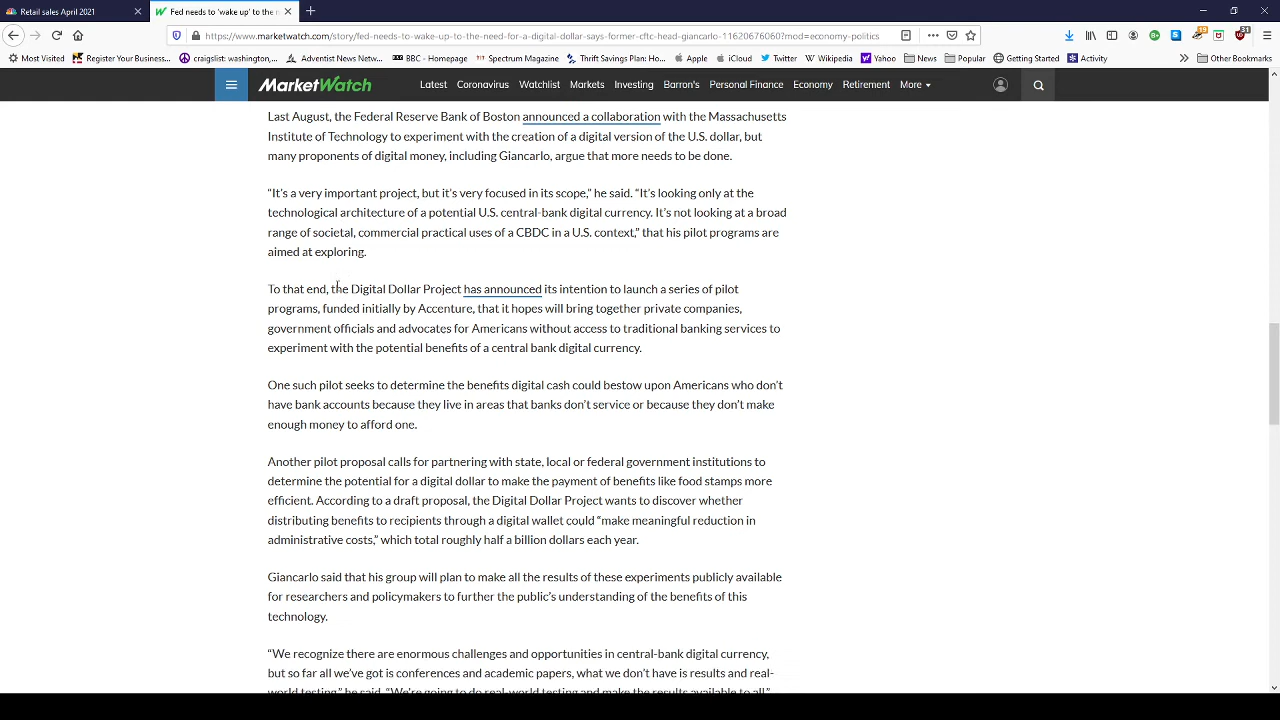 Retail sales April 2021
Fed needs to 'wake up' to the
https://www.marketwatch.com/story/fed-needs-to-wake-up-to-the-need-for-a-digital-dollar-says-former-cftc-head-giancarlo-11620676060?mod=economy-politics
Most Visited Register Your Business... craigslist: washington,... Adventist News Netw... BBC - Homepage Spectrum Magazine Thrift Savings Plan: Ho... Apple iCloud Twitter Wikipedia Yahoo News Popular Getting Started Activity Other Bookmarks
MarketWatch Latest Coronavirus Watchlist Markets Investing Barron's Personal Finance Economy Retirement More
Last August, the Federal Reserve Bank of Boston announced a collaboration with the Massachusetts
Institute of Technology to experiment with the creation of a digital version of the U.S. dollar, but
many proponents of digital money, including Giancarlo, argue that more needs to be done.
“It’s a very important project, but it’s very focused in its scope,” he said. “It’s looking only at the
technological architecture of a potential U.S. central-bank digital currency. It’s not looking at a broad
range of societal, commercial practical uses of a CBDC in a U.S. context,” that his pilot programs are
aimed at exploring.
To that end, the Digital Dollar Project has announced its intention to launch a series of pilot
programs, funded initially by Accenture, that it hopes will bring together private companies,
government officials and advocates for Americans without access to traditional banking services to
experiment with the potential benefits of a central bank digital currency.
One such pilot seeks to determine the benefits digital cash could bestow upon Americans who don’t
have bank accounts because they live in areas that banks don’t service or because they don’t make
enough money to afford one.
Another pilot proposal calls for partnering with state, local or federal government institutions to
determine the potential for a digital dollar to make the payment of benefits like food stamps more
efficient. According to a draft proposal, the Digital Dollar Project wants to discover whether
distributing benefits to recipients through a digital wallet could “make meaningful reduction in
administrative costs,” which total roughly half a billion dollars each year.
Giancarlo said that his group will plan to make all the results of these experiments publicly available
for researchers and policymakers to further the public’s understanding of the benefits of this
technology.
“We recognize there are enormous challenges and opportunities in central-bank digital currency,
but so far all we’ve got is conferences and academic papers, what we don’t have is results and real-
world testing,” he said. “We’re going to do real-world testing and make the results available to all.”